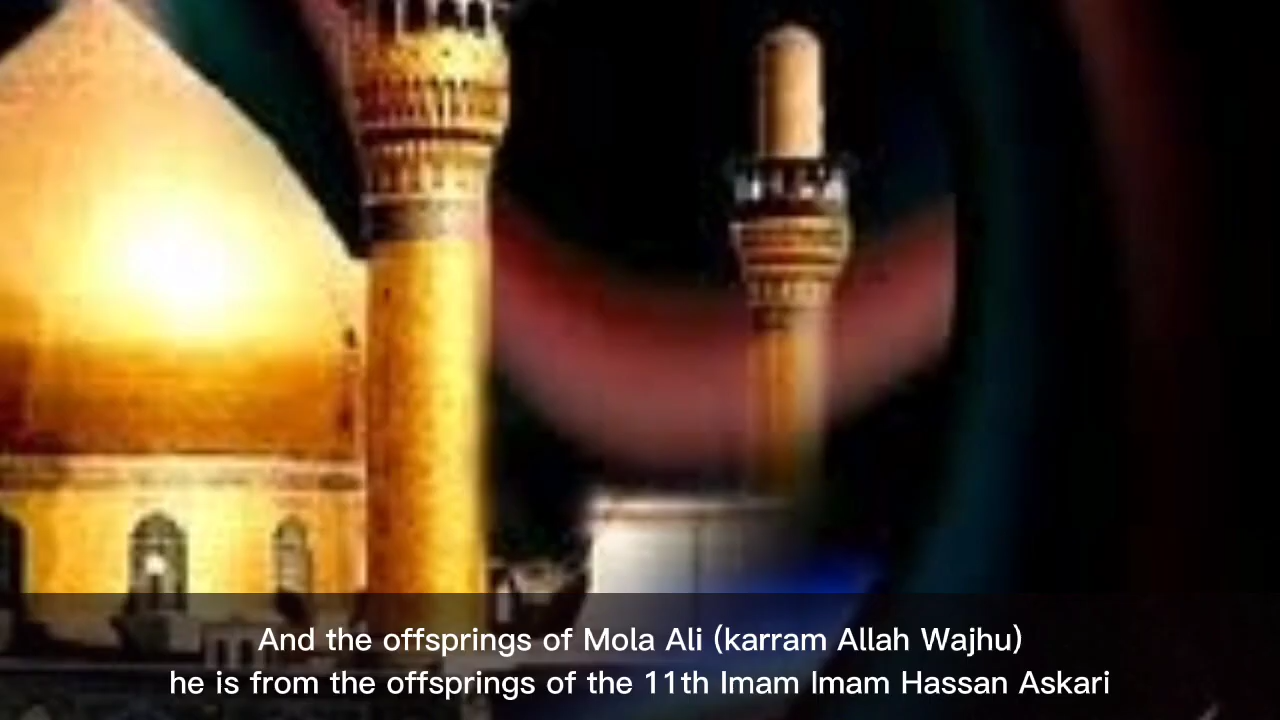 And the offsprings of Mola Ali (karram Allah Wajhu)
he is from the offsprings of the 11th Imam Imam Hassan Askari